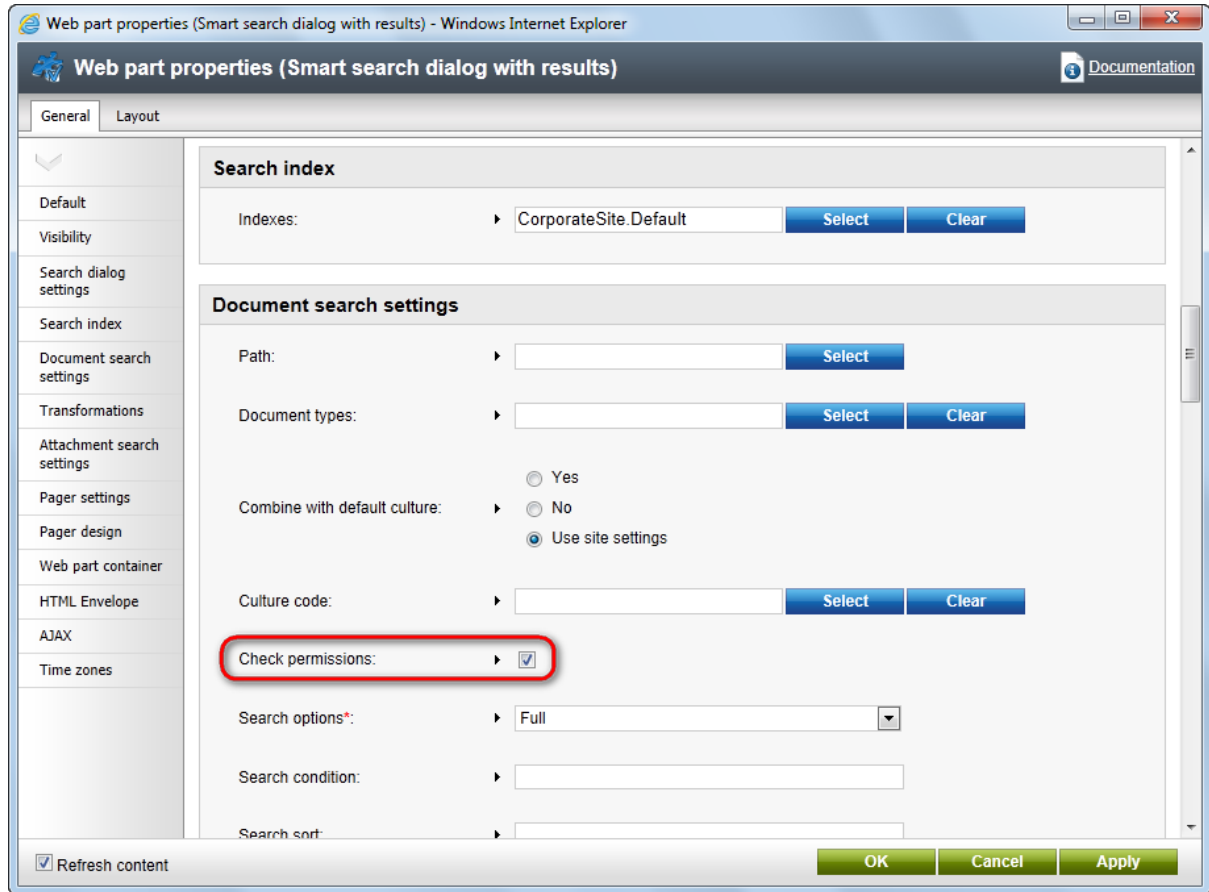 Web part properties (Smart search dialog with results) - Windows Internet Explorer
Web part properties (Smart search dialog with results)
Documentation
General
Layout
Default
Visibility
Search dialog
settings
Search index
Document search
settings
Transformations
Attachment search
settings
Pager settings
Pager design
Web part container
HTML Envelope
AJAX
Time zones
Search index
Indexes: CorporateSite.Default Select Clear
Document search settings
Path: Select
Document types: Select Clear
Yes
Combine with default culture: No
Use site settings
Culture code: Select Clear
Check permissions:
Search options*: Full
Search condition:
Search sort:
Refresh content
OK Cancel Apply